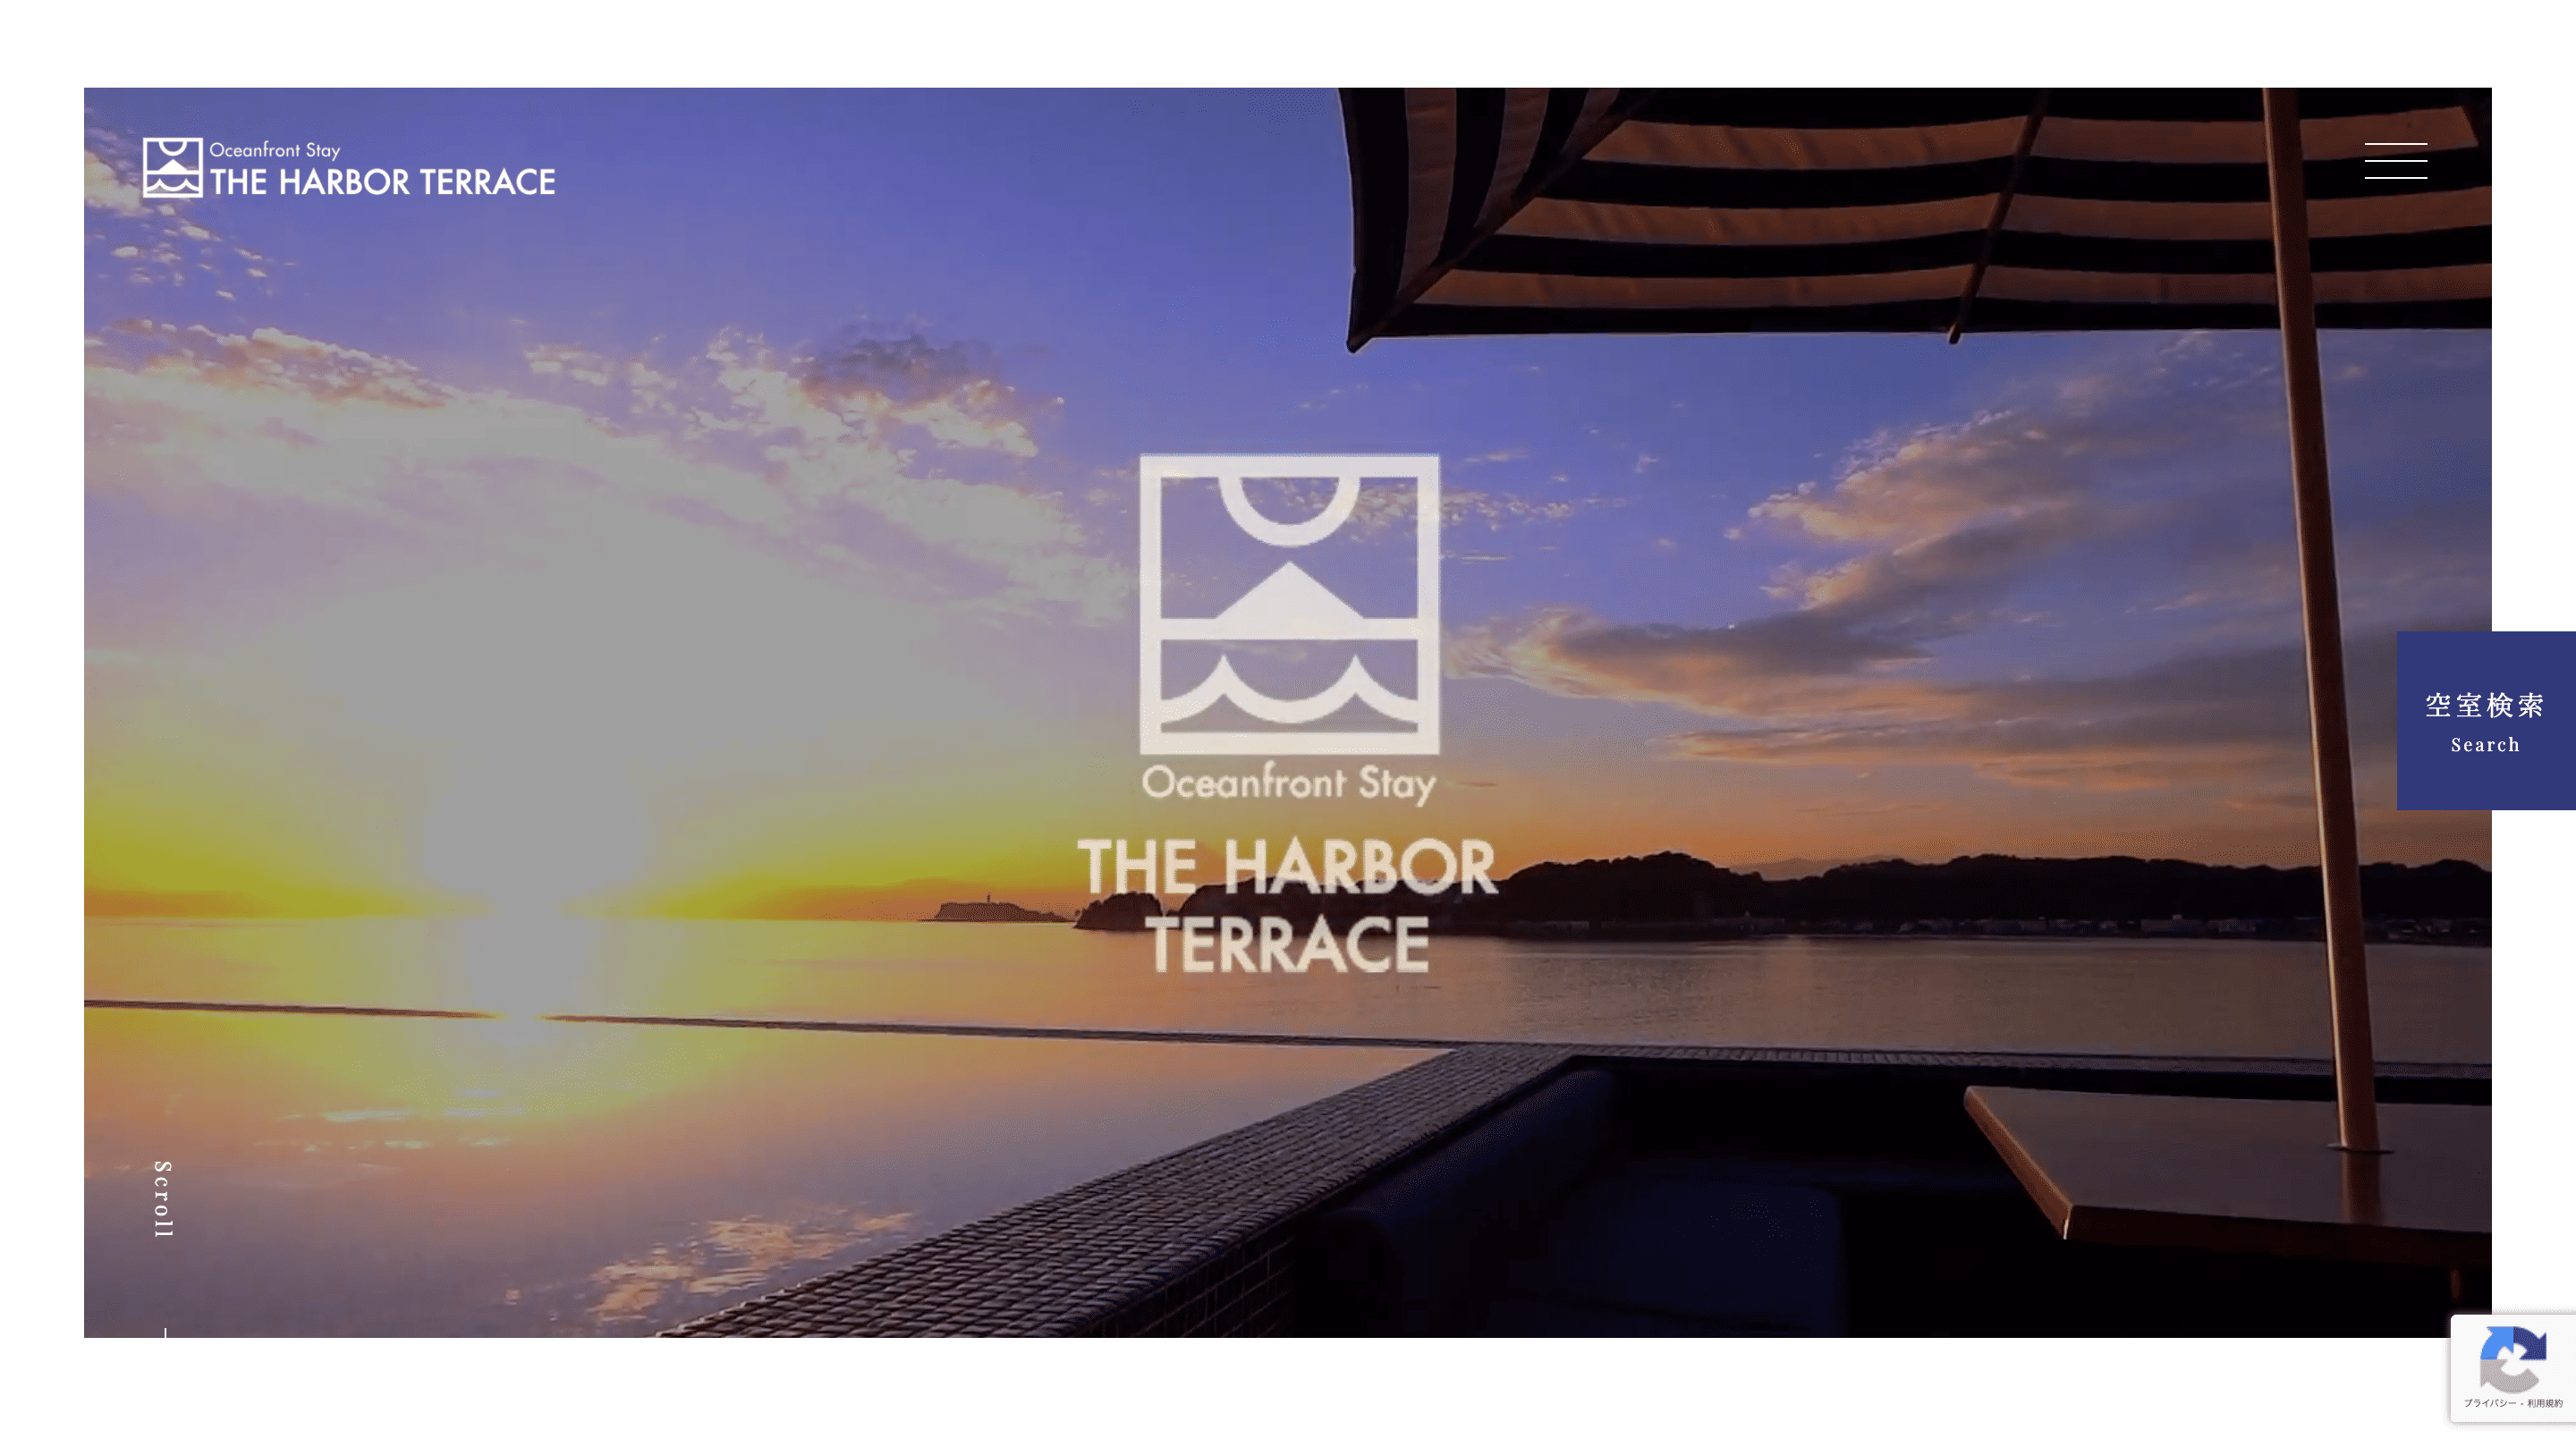 Oceanfront Stay
THE HARBOR TERRACE
Oceanfront Stay
THE HARBOR
TERRACE
空室検索
Search
Scroll
プライバシー - 利用規約